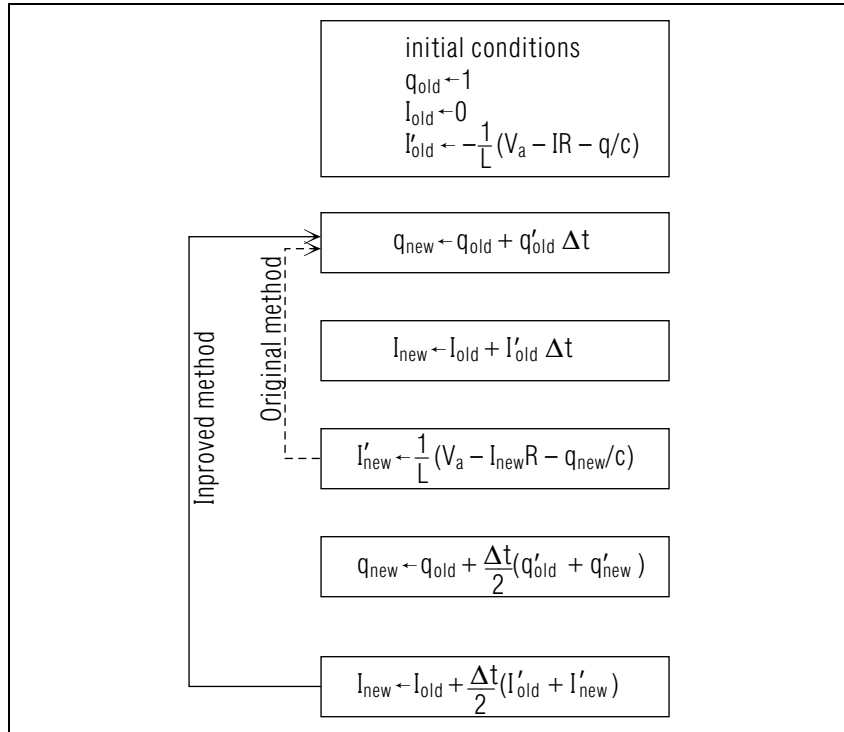 initial conditions
q_old ← 1
I_old ← 0
I′_old ← −1/L (V_a − IR − q/c)
q_new ← q_old + q′_old Δt
I_new ← I_old + I′_old Δt
I′_new ← 1/L (V_a − I_new R − q_new/c)
q_new ← q_old + Δt/2 (q′_old + q′_new )
I_new ← I_old + Δt/2 (I′_old + I′_new )
Inproved method
Original method